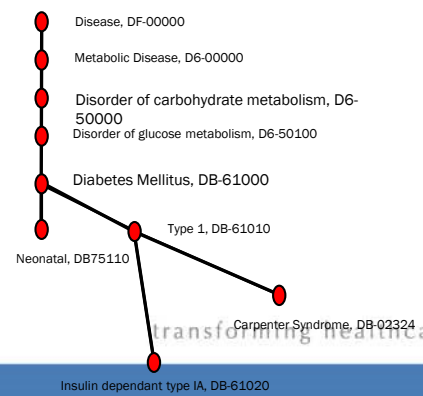 Disease, DF-00000
Metabolic Disease, D6-00000
Disorder of carbohydrate metabolism, D6-
50000
Disorder of glucose metabolism, D6-50100
Diabetes Mellitus, DB-61000
Type 1, DB-61010
Neonatal, DB75110
Carpenter Syndrome, DB-02324
transforming healthca
Insulin dependant type IA, DB-61020